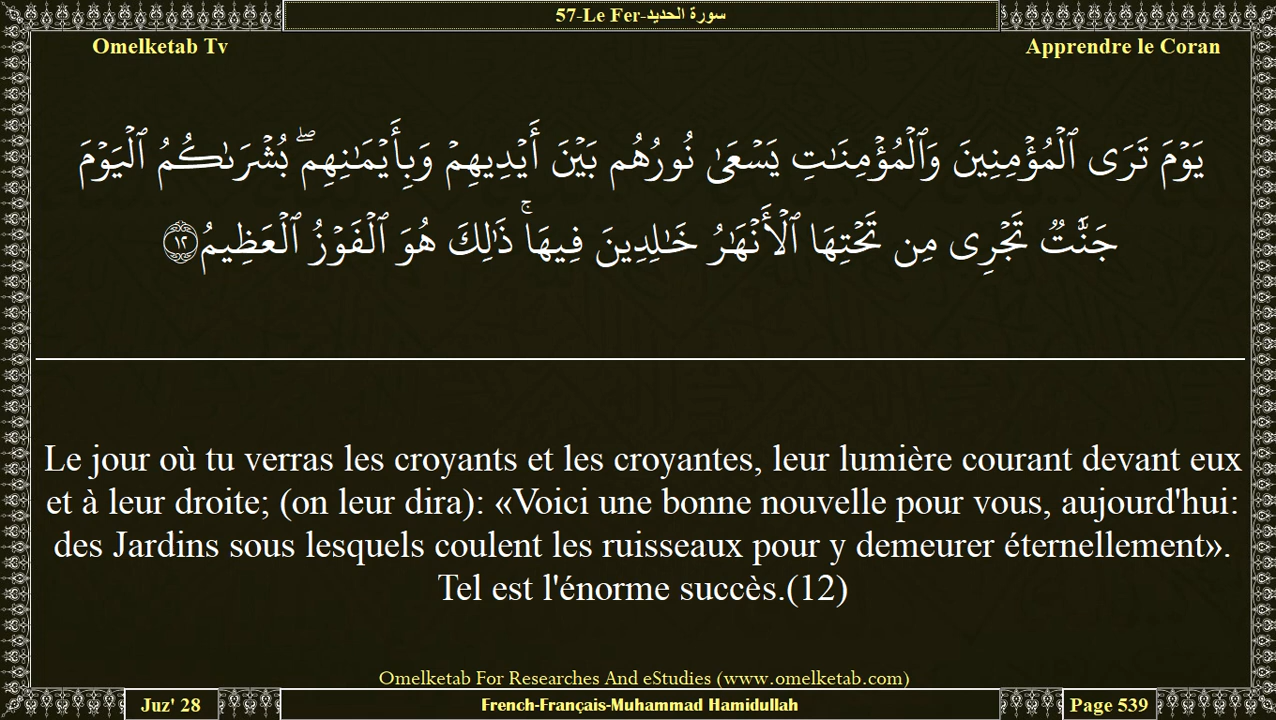 57-Le Fer-سورة الحديد
Omelketab Tv
Apprendre le Coran
يَوْمَ تَرَى ٱلْمُؤْمِنِينَ وَٱلْمُؤْمِنَٰتِ يَسْعَىٰ نُورُهُم بَيْنَ أَيْدِيهِمْ وَبِأَيْمَٰنِهِم ۖ بُشْرَىٰكُمُ ٱلْيَوْمَ
جَنَّٰتٌ تَجْرِى مِن تَحْتِهَا ٱلْأَنْهَٰرُ خَٰلِدِينَ فِيهَا ۚ ذَٰلِكَ هُوَ ٱلْفَوْزُ ٱلْعَظِيمُ ١٢
Le jour où tu verras les croyants et les croyantes, leur lumière courant devant eux
et à leur droite; (on leur dira): «Voici une bonne nouvelle pour vous, aujourd'hui:
des Jardins sous lesquels coulent les ruisseaux pour y demeurer éternellement».
Tel est l'énorme succès.(12)
Omelketab For Researches And eStudies (www.omelketab.com)
Juz' 28
French-Français-Muhammad Hamidullah
Page 539